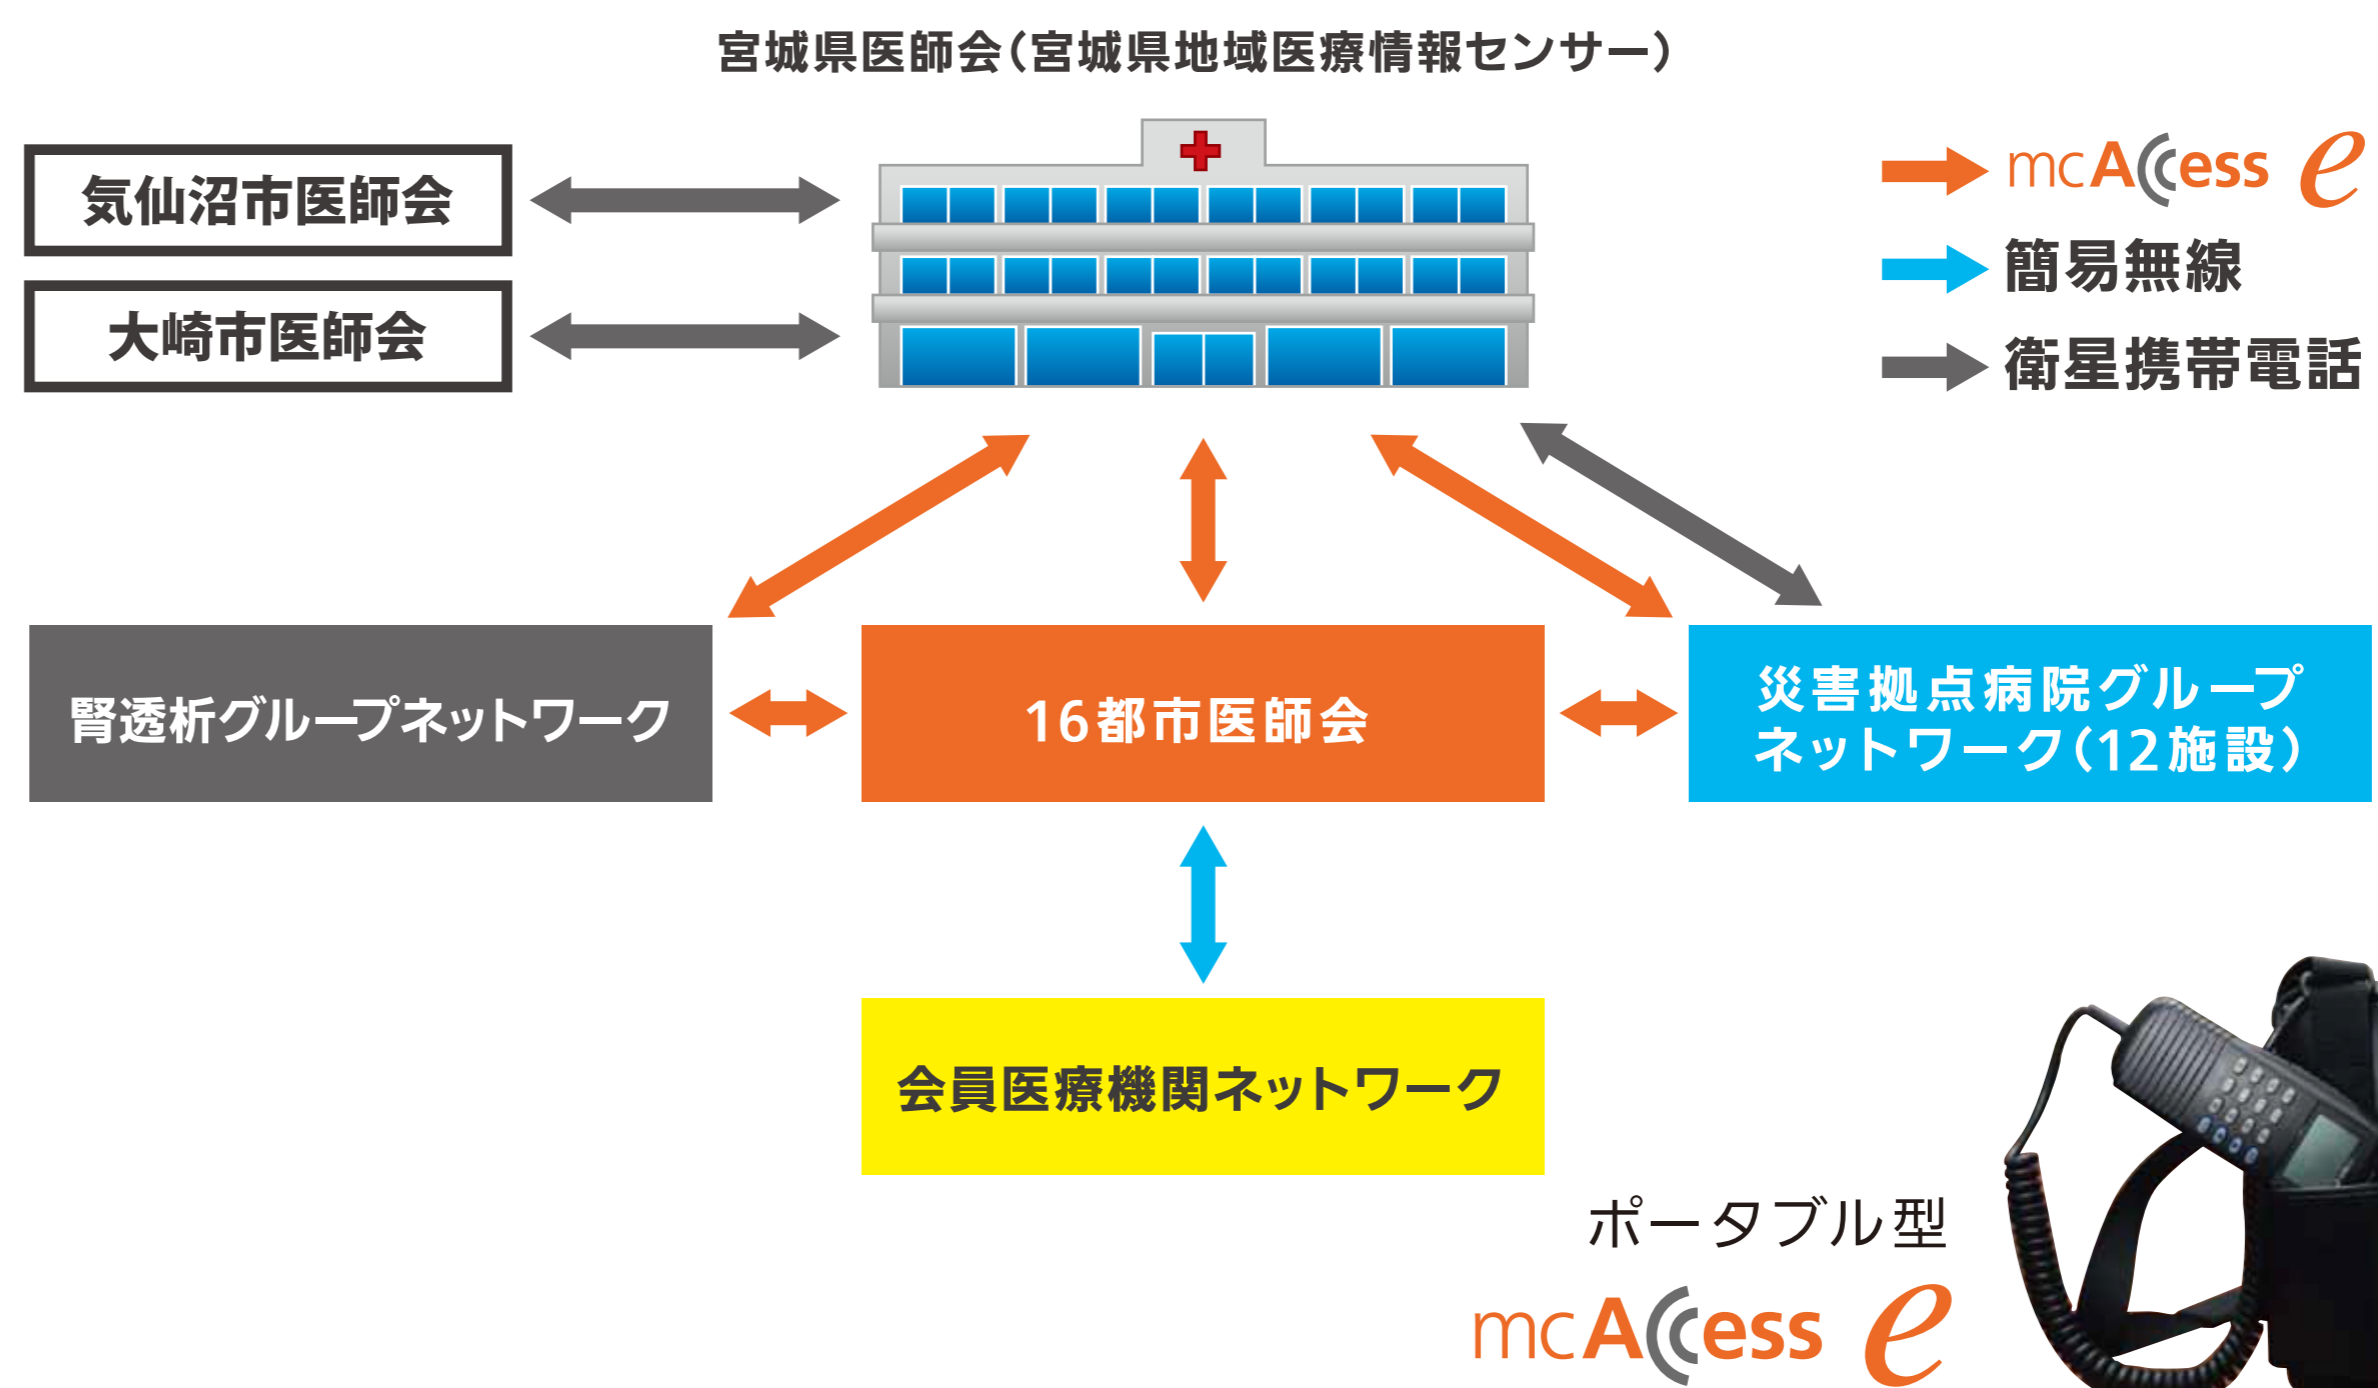 宮城県医師会（宮城県地域医療情報センサー）
気仙沼市医師会
大崎市医師会
mcAccess e
簡易無線
衛星携帯電話
腎透析グループネットワーク
16都市医師会
災害拠点病院グループ
ネットワーク（12施設）
会員医療機関ネットワーク
ポータブル型
mcAccess e